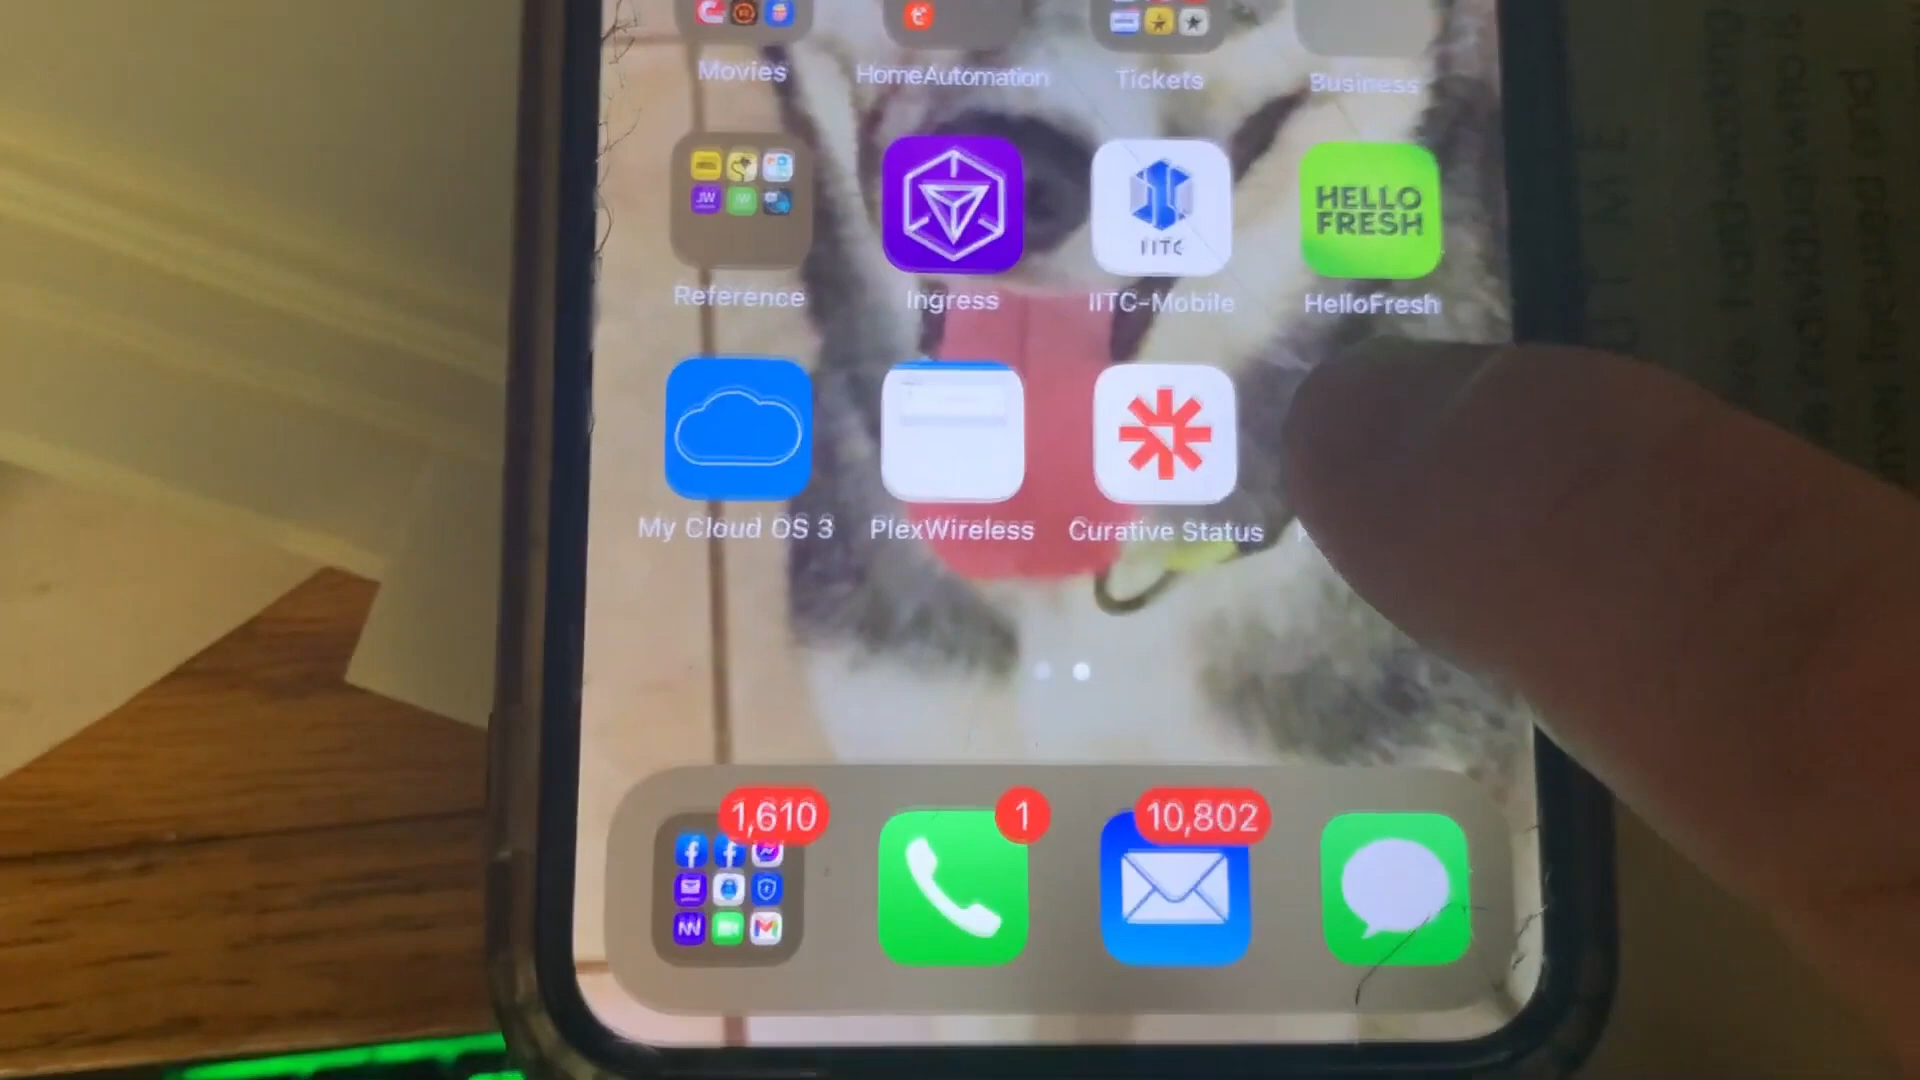 Movies HomeAutomation Tickets Business
JW
IITC
HELLO
FRESH
Reference Ingress IITC-Mobile HelloFresh
My Cloud OS 3 PlexWireless Curative Status
1,610 1 10,802